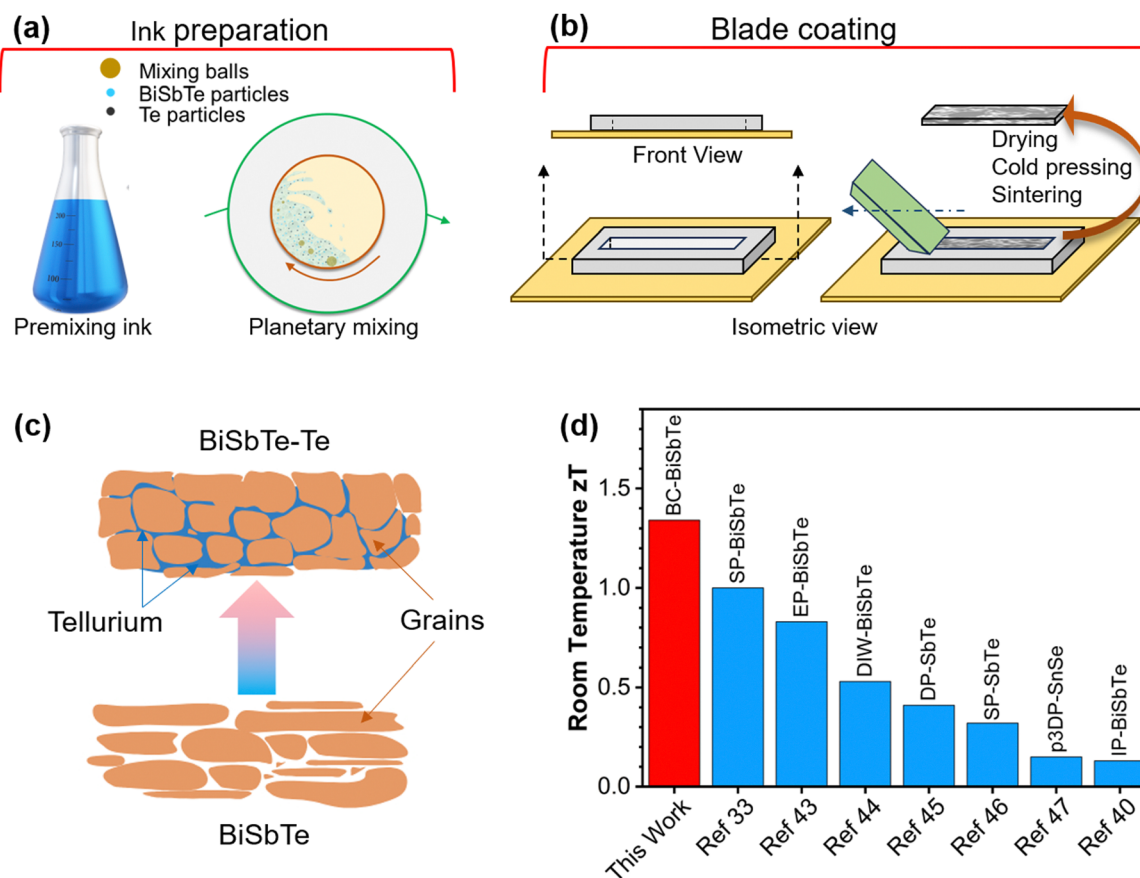 (a)
Ink preparation
Mixing balls
BiSbTe particles
Te particles
200
150
100
Premixing ink
Planetary mixing
(b)
Blade coating
Front View
Drying
Cold pressing
Sintering
Isometric view
(c)
BiSbTe-Te
Tellurium
Grains
BiSbTe
(d)
Room Temperature zT
1.5
1.0
0.5
0.0
BC-BiSbTe
SP-BiSbTe
EP-BiSbTe
DIW-BiSbTe
DP-SbTe
SP-SbTe
p3DP-SnSe
IP-BiSbTe
This Work
Ref 33
Ref 43
Ref 44
Ref 45
Ref 46
Ref 47
Ref 40